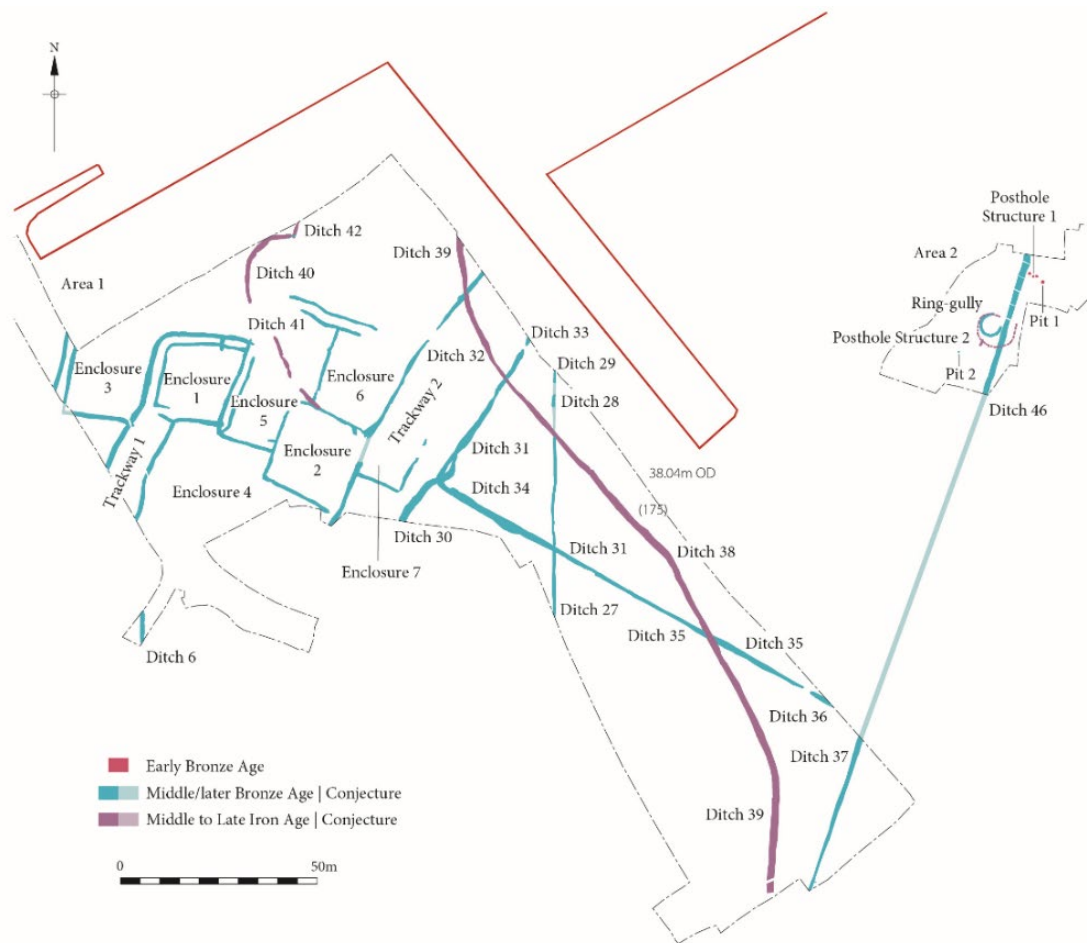 N
Posthole
Structure 1
Area 2
Ditch 42
Ditch 39
Ditch 40
Area 1
Ring-gully
Pit 1
Ditch 41
Ditch 33
Posthole Structure 2
Ditch 32
Ditch 29
Enclosure
3
Enclosure
1
Enclosure
6
Pit 2
Trackway 2
Ditch 28
Enclosure
5
Ditch 46
Trackway 1
Enclosure
2
Ditch 31
38.04m OD
Enclosure 4
Ditch 34
(175)
Ditch 30
Ditch 31
Ditch 38
Enclosure 7
Ditch 27
Ditch 6
Ditch 35
Ditch 35
Ditch 36
Ditch 37
Early Bronze Age
Middle/later Bronze Age | Conjecture
Middle to Late Iron Age | Conjecture
Ditch 39
0
50m